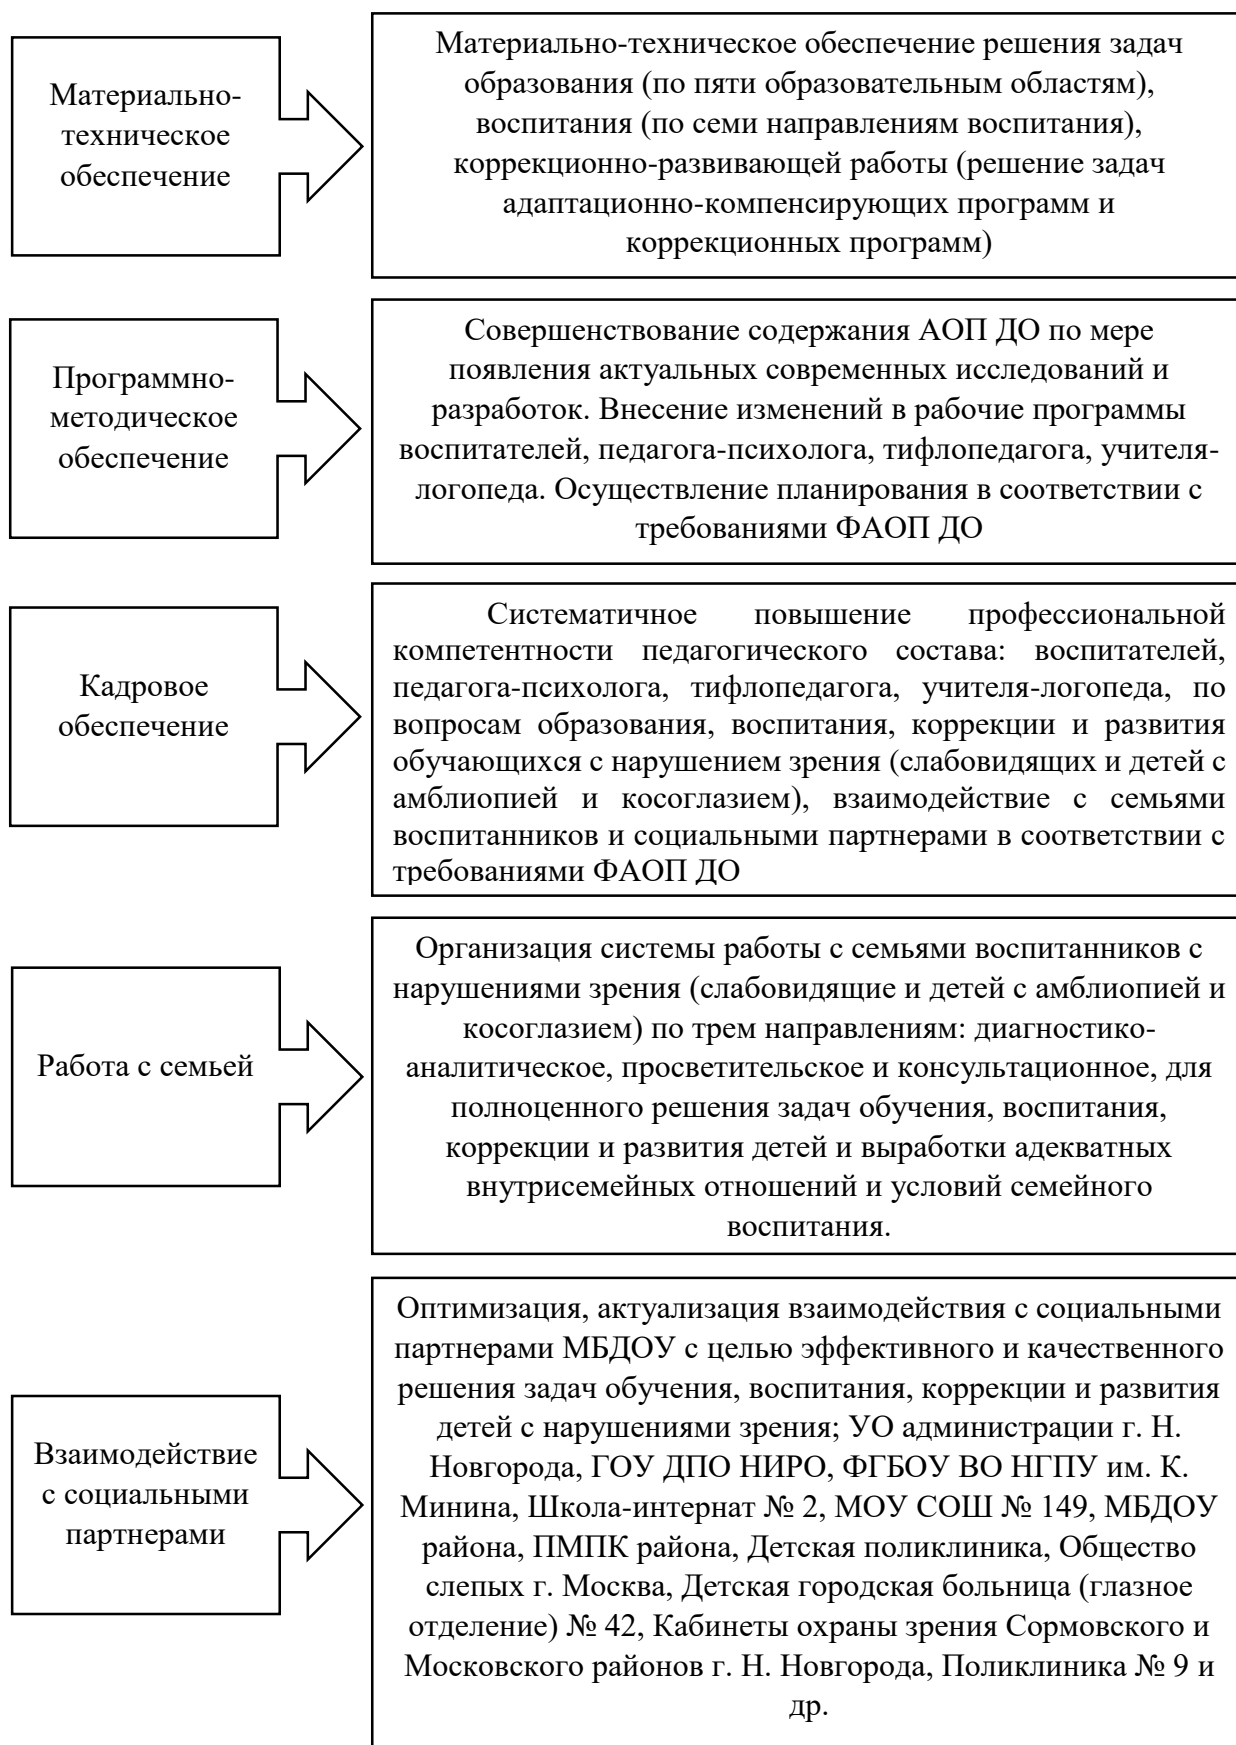 Материально-
техническое
обеспечение
Материально-техническое обеспечение решения задач
образования (по пяти образовательным областям),
воспитания (по семи направлениям воспитания),
коррекционно-развивающей работы (решение задач
адаптационно-компенсирующих программ и
коррекционных программ)
Программно-
методическое
обеспечение
Совершенствование содержания АОП ДО по мере
появления актуальных современных исследований и
разработок. Внесение изменений в рабочие программы
воспитателей, педагога-психолога, тифлопедагога, учителя-
логопеда. Осуществление планирования в соответствии с
требованиями ФАОП ДО
Кадровое
обеспечение
Систематичное повышение профессиональной
компетентности педагогического состава: воспитателей,
педагога-психолога, тифлопедагога, учителя-логопеда, по
вопросам образования, воспитания, коррекции и развития
обучающихся с нарушением зрения (слабовидящих и детей с
амблиопией и косоглазием), взаимодействие с семьями
воспитанников и социальными партнерами в соответствии с
требованиями ФАОП ДО
Работа с семьей
Организация системы работы с семьями воспитанников с
нарушениями зрения (слабовидящие и детей с амблиопией и
косоглазием) по трем направлениям: диагностико-
аналитическое, просветительское и консультационное, для
полноценного решения задач обучения, воспитания,
коррекции и развития детей и выработки адекватных
внутрисемейных отношений и условий семейного
воспитания.
Взаимодействие
с социальными
партнерами
Оптимизация, актуализация взаимодействия с социальными
партнерами МБДОУ с целью эффективного и качественного
решения задач обучения, воспитания, коррекции и развития
детей с нарушениями зрения; УО администрации г. Н.
Новгорода, ГОУ ДПО НИРО, ФГБОУ ВО НГПУ им. К.
Минина, Школа-интернат № 2, МОУ СОШ № 149, МБДОУ
района, ПМПК района, Детская поликлиника, Общество
слепых г. Москва, Детская городская больница (глазное
отделение) № 42, Кабинеты охраны зрения Сормовского и
Московского районов г. Н. Новгорода, Поликлиника № 9 и
др.